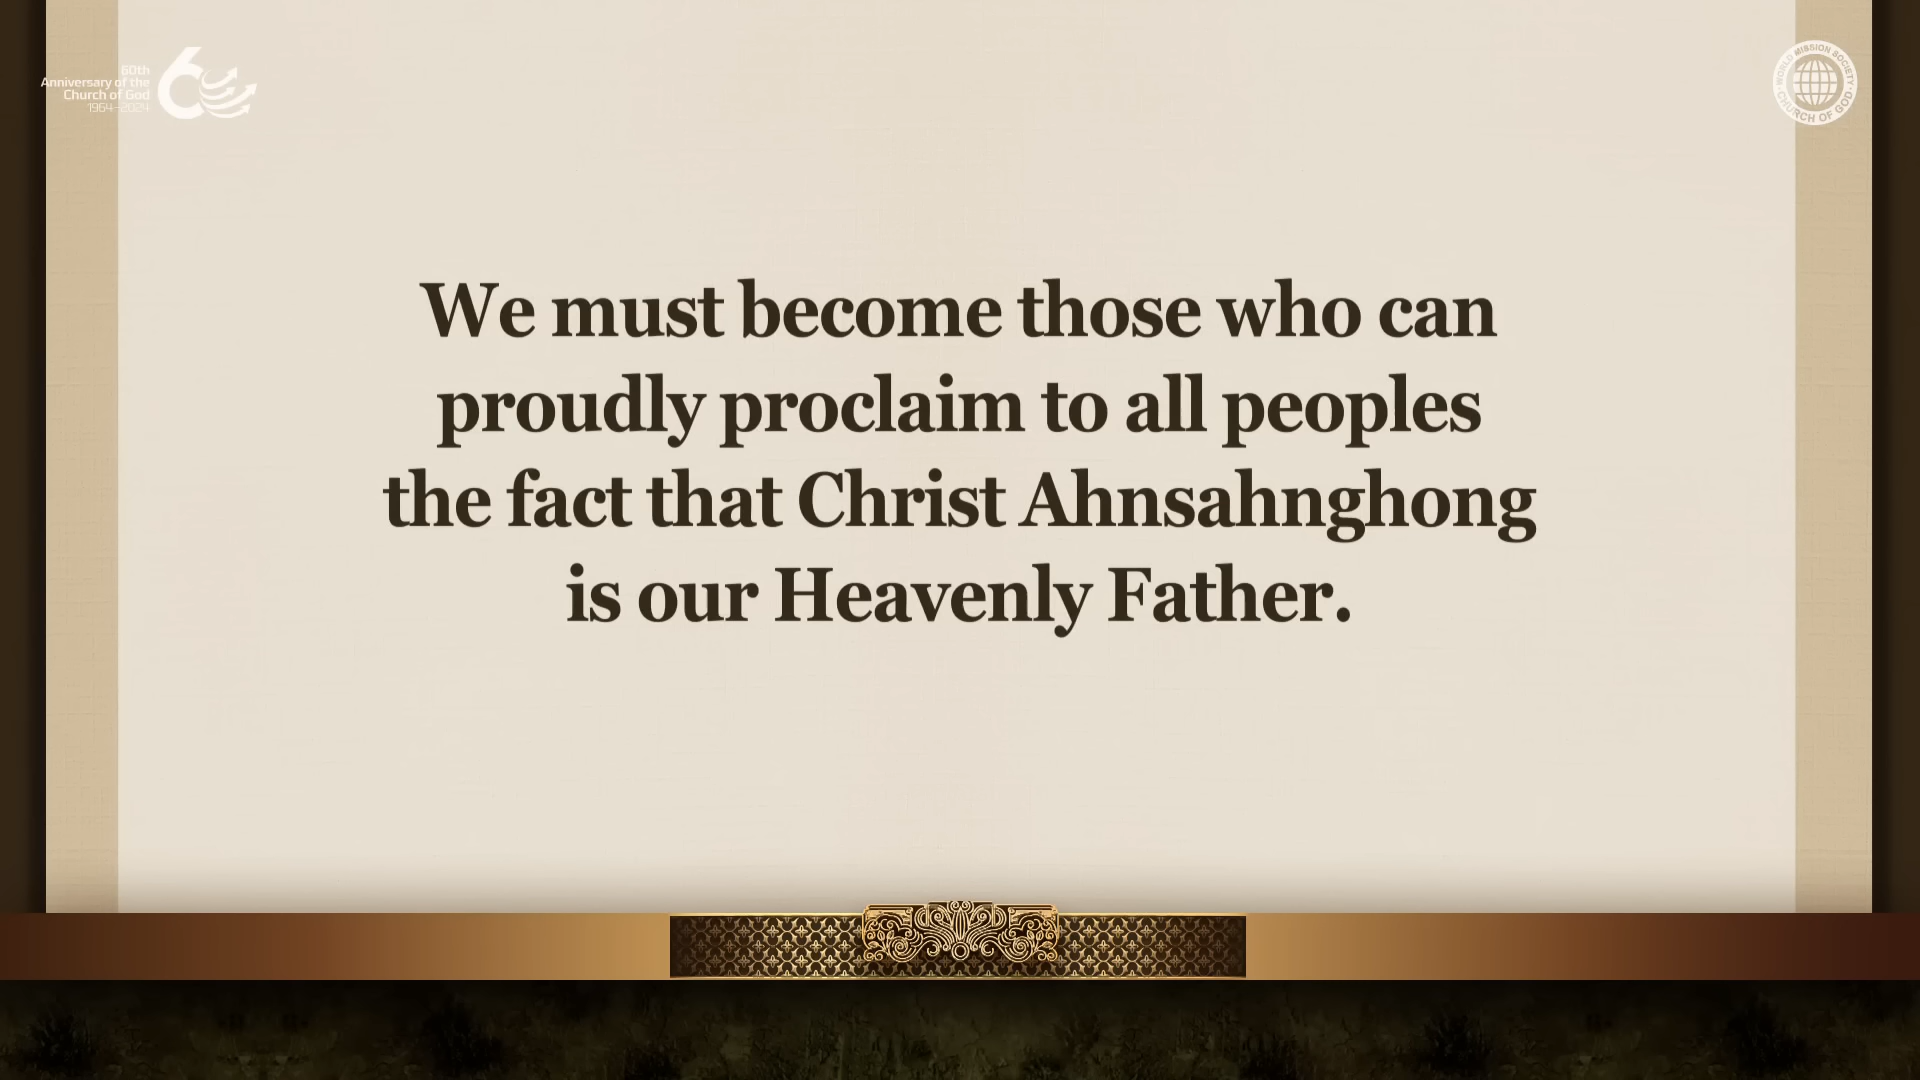 60th
Anniversary of the
Church of God
1964-2024
WORLD MISSION SOCIETY
CHURCH OF GOD
We must become those who can
proudly proclaim to all peoples
the fact that Christ Ahnsahnghong
is our Heavenly Father.